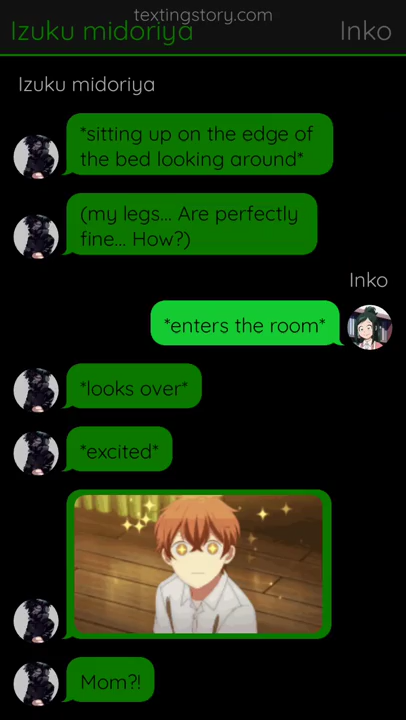 textingstory.com
Izuku midoriya
Inko
Izuku midoriya
*sitting up on the edge of
the bed looking around*
(my legs... Are perfectly
fine... How?)
Inko
*enters the room*
*looks over*
*excited*
Mom?!